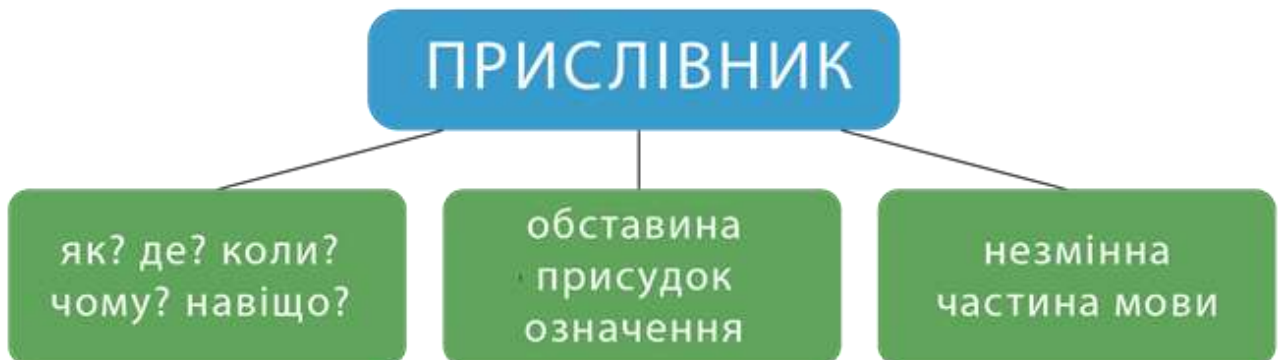 ПРИСЛІВНИК
як? де? коли?
чому? навіщо?
обставина
присудок
означення
незмінна
частина мови